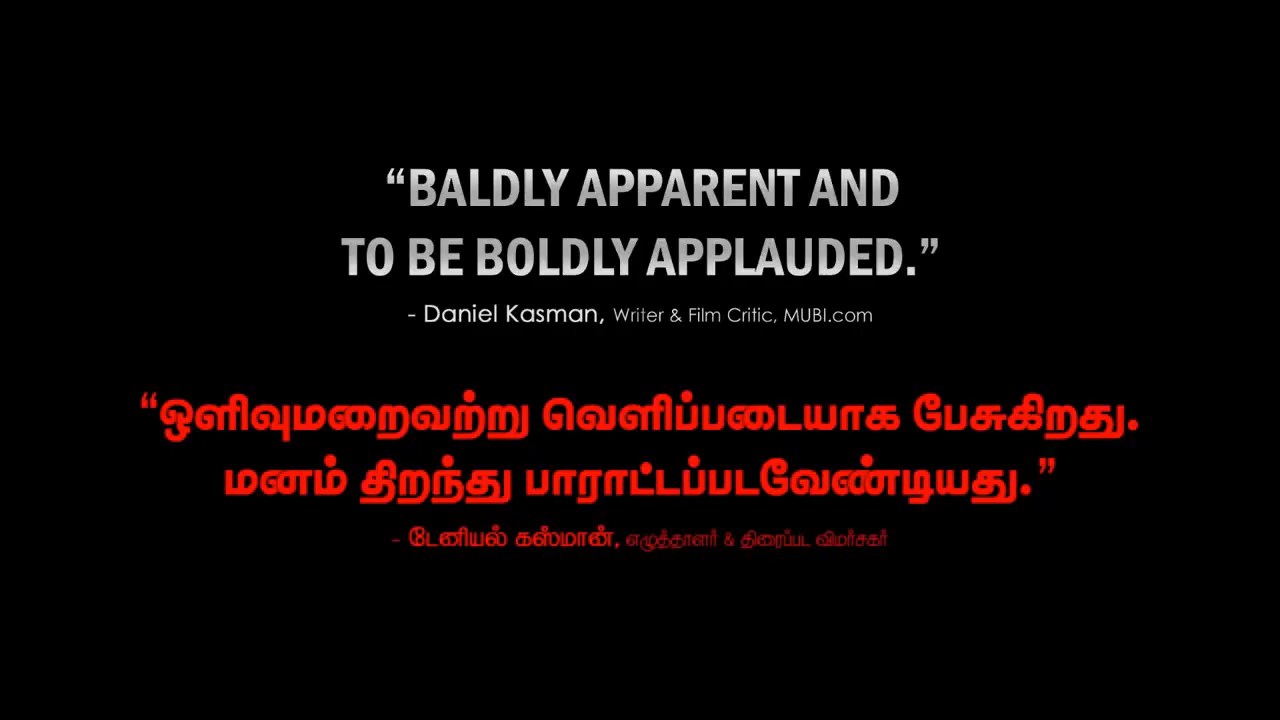 “BALDLY APPARENT AND
TO BE BOLDLY APPLAUDED.”
- Daniel Kasman, Writer & Film Critic, MUBI.com
“ஒளிவுமறைவற்று வெளிப்படையாக பேசுகிறது.
மனம் திறந்து பாராட்டப்படவேண்டியது.”
- டேனியல் கஸ்மான், எழுத்தாளர் & திரைப்பட விமர்சகர்